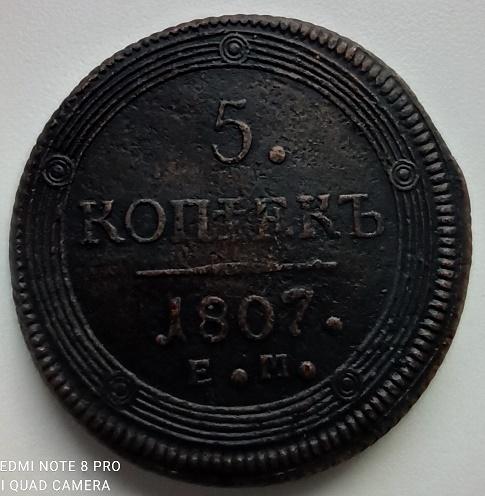 5.
КОПѢЕКЪ
1807.
Е.М.
EDMI NOTE 8 PRO
I QUAD CAMERA